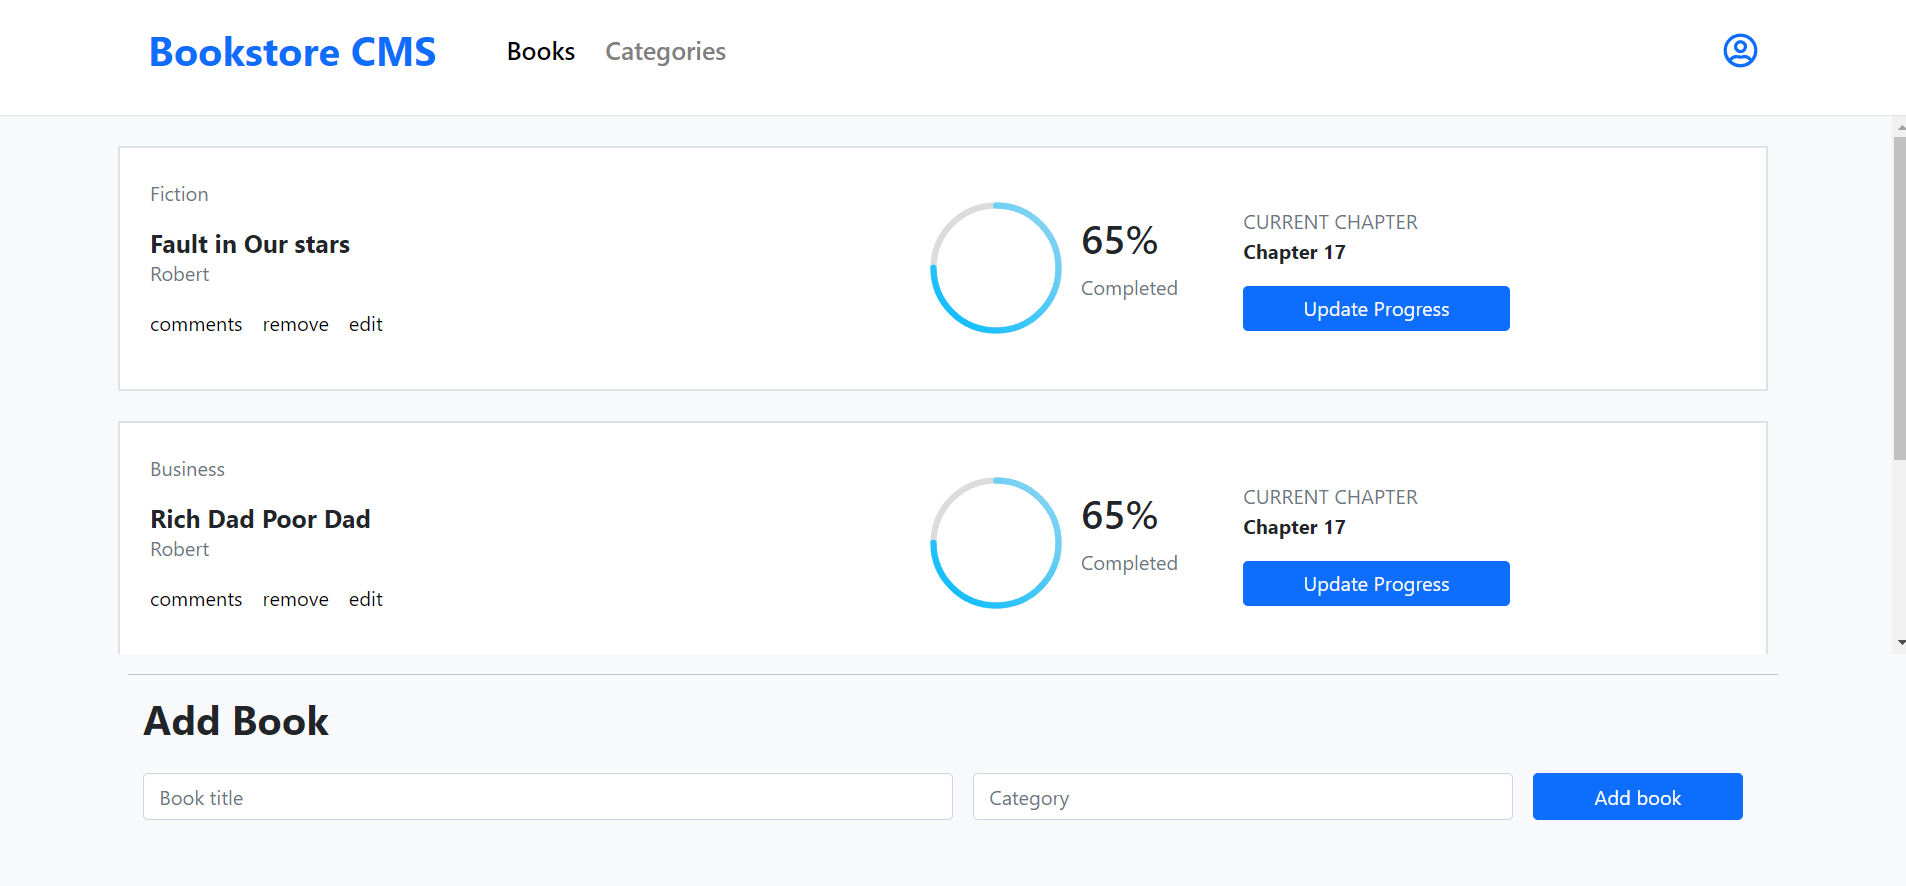 Bookstore CMS Books Categories
Fiction
Fault in Our stars
Robert
comments remove edit
65%
Completed
CURRENT CHAPTER
Chapter 17
Update Progress
Business
Rich Dad Poor Dad
Robert
comments remove edit
65%
Completed
CURRENT CHAPTER
Chapter 17
Update Progress
Add Book
Book title Category Add book